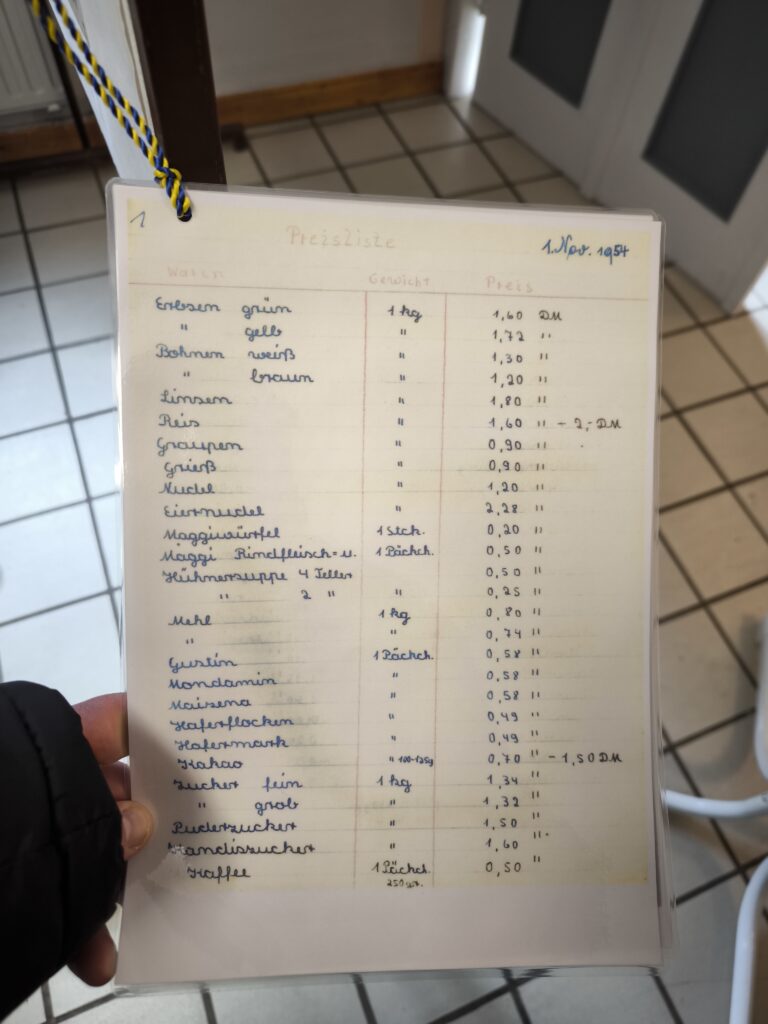 1 Preisliste 1. Nov. 1954
Waren Gewicht Preis
Erbsen grün 1 kg 1,60 DM
" gelb " 1,72 "
Bohnen weiß " 1,30 "
" braun " 1,20 "
Linsen " 1,80 "
Reis " 1,60 " - 2,- DM
Graupen " 0,90 "
Grieß " 0,90 "
Nudel " 1,20 "
Eiernudel " 2,28 "
Maggiwürfel 1 Stck. 0,20 "
Maggi Rindfleisch= u. 1 Päckch. 0,50 "
Hühnersuppe 4 Teller 0,50 "
" 2 " " 0,25 "
Mehl 1 kg 0,80 "
" " 0,74 "
Gustin 1 Päckch. 0,58 "
Mondamin " 0,58 "
Maizena " 0,58 "
Haferflocken " 0,49 "
Hafermark " 0,49 "
Kakao " 100-125g 0,70 " - 1,50 DM
Zucker fein 1 kg 1,34 "
" grob " 1,32 "
Puderzucker " 1,50 "
Kandiszucker " 1,60 "
Kaffee 1 Päckch. 0,50 "
250 gr.